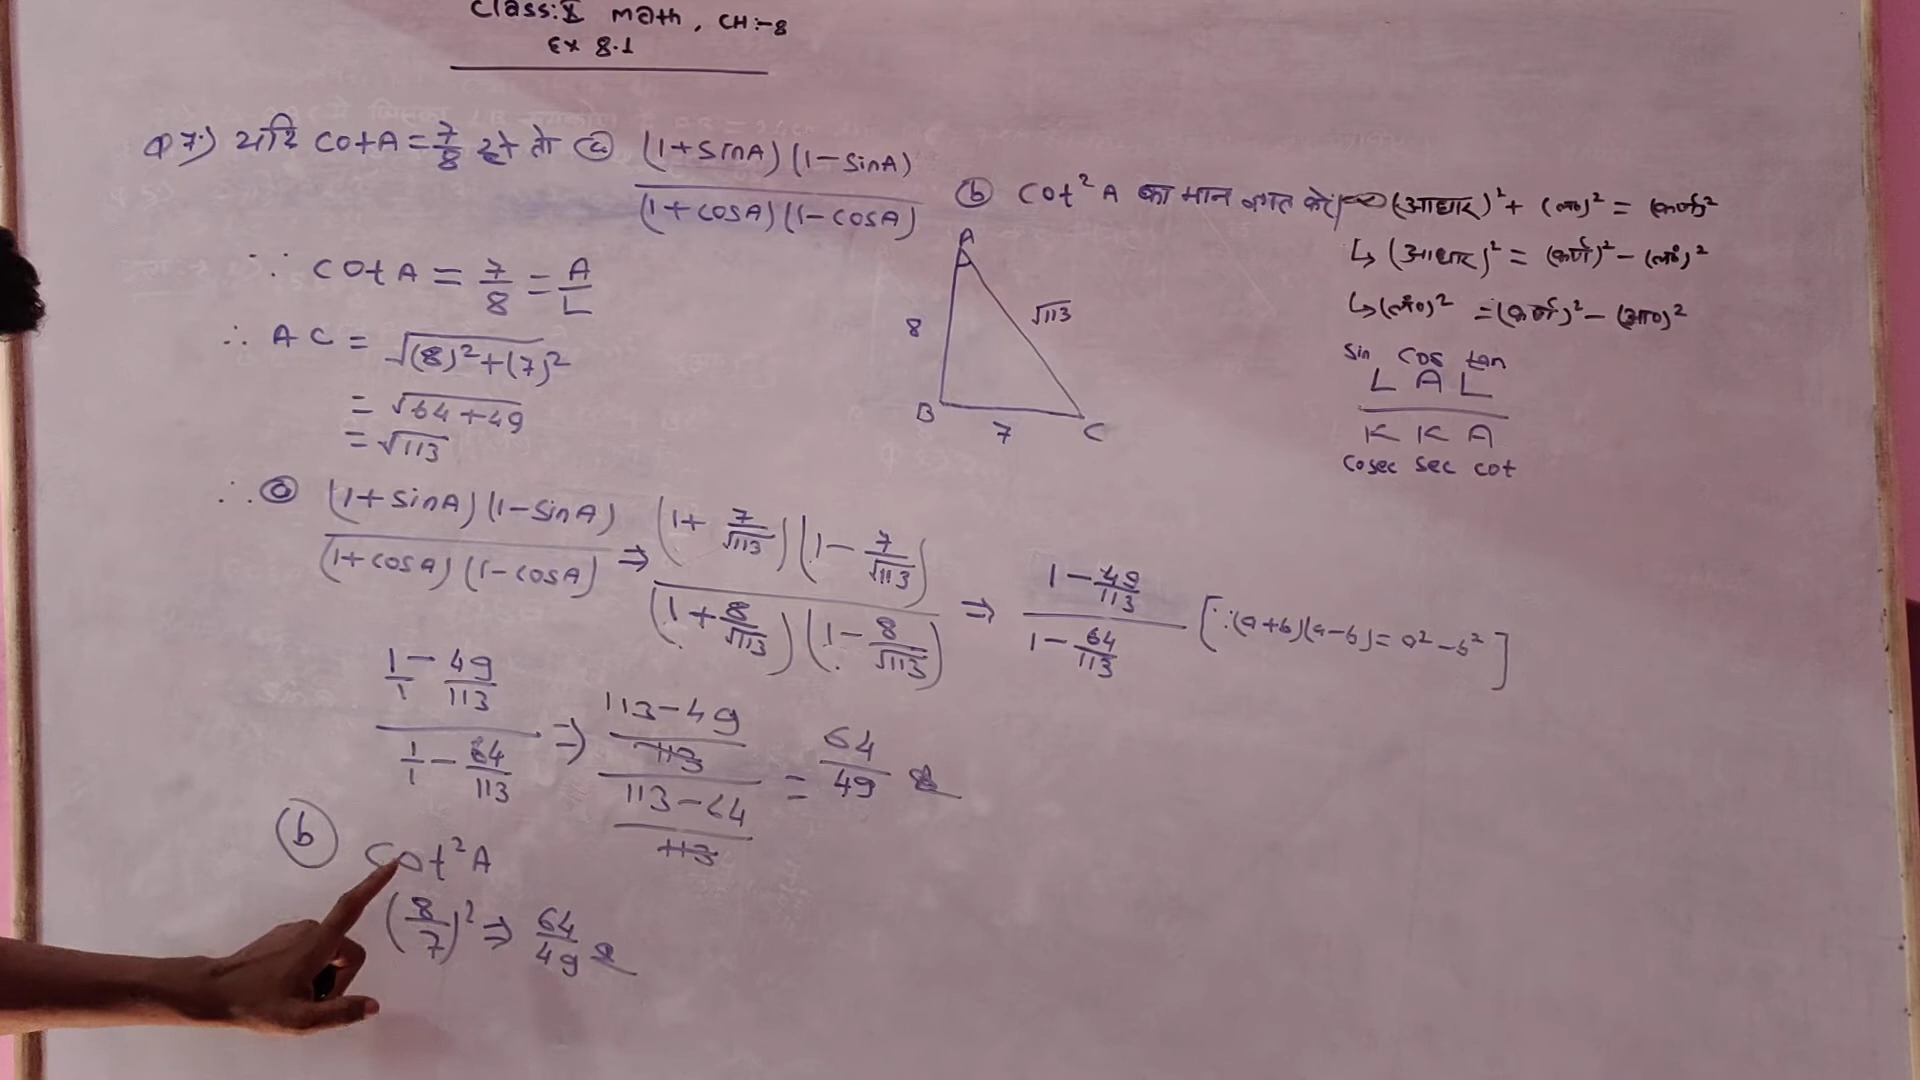 Class: X math, CH:-8
Ex 8.1
Q 7.) यदि cotA = 7/8 हो तो (a) (1+sinA)(1-sinA) / (1+cosA)(1-cosA) (b) cot²A का मान
(आधार)² + (लं०)² = (कर्ण)²
↳ (आधार)² = (कर्ण)² - (लं०)²
↳ (लं०)² = (कर्ण)² - (आ०)²
sin cos tan
L A L
K K A
cosec sec cot
A
8
√113
B
7
C
∵ cotA = 7/8 = A/L
∴ AC = √(8)²+(7)²
= √64+49
= √113
∴ (a) (1+sinA)(1-sinA) / (1+cosA)(1-cosA) ⇒ (1+7/√113)(1-7/√113) / (1+8/√113)(1-8/√113) ⇒ 1-49/113 / 1-64/113 [∵(a+b)(a-b)=a²-b²]
1/1 - 49/113 / 1/1 - 64/113 ⇒ 113-49/113 / 113-64/113 = 64/49
(b) cot²A
(8/7)² ⇒ 64/49